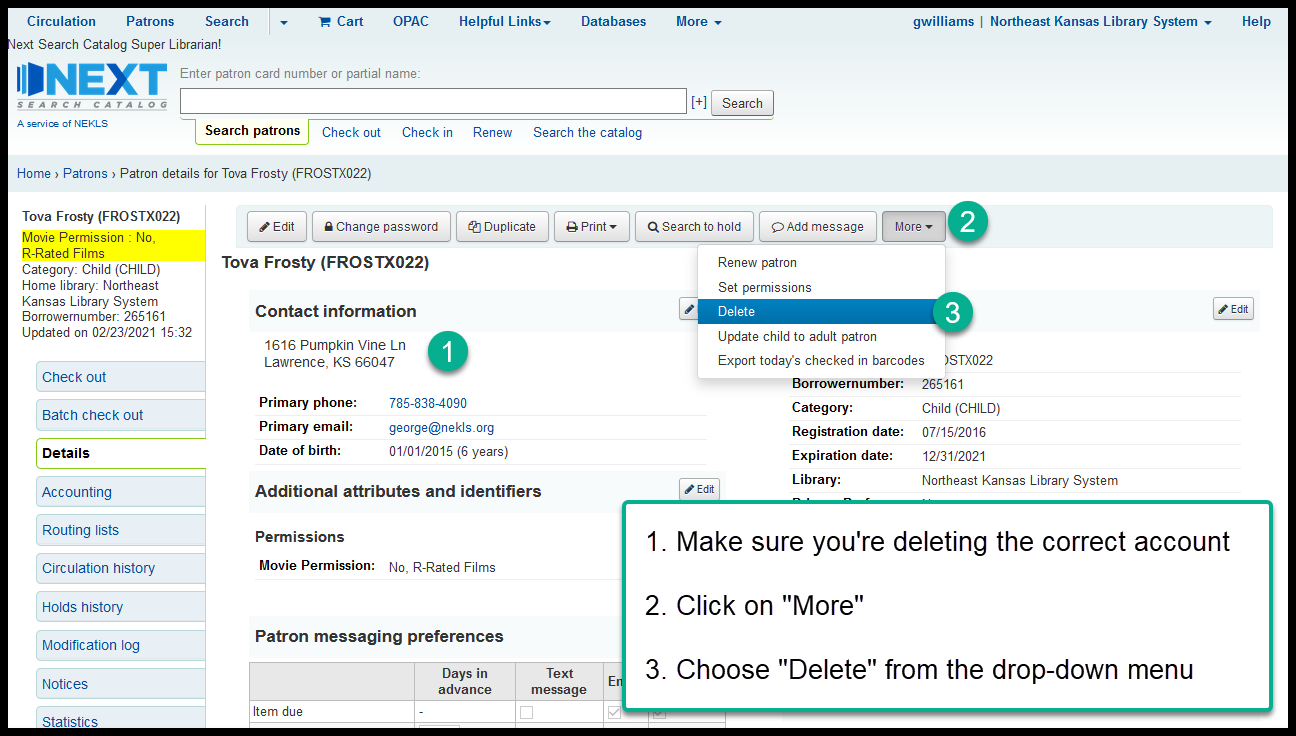 Circulation Patrons Search Cart OPAC Helpful Links Databases More gwilliams | Northeast Kansas Library System Help
Next Search Catalog Super Librarian!
NEXT
SEARCH CATALOG
A service of NEKLS
Enter patron card number or partial name:
[+] Search
Search patrons Check out Check in Renew Search the catalog
Home › Patrons › Patron details for Tova Frosty (FROSTX022)
Tova Frosty (FROSTX022)
Movie Permission : No,
R-Rated Films
Category: Child (CHILD)
Home library: Northeast
Kansas Library System
Borrowernumber: 265161
Updated on 02/23/2021 15:32
Check out
Batch check out
Details
Accounting
Routing lists
Circulation history
Holds history
Modification log
Notices
Statistics
Edit Change password Duplicate Print Search to hold Add message More 2
Renew patron
Set permissions
Delete 3
Update child to adult patron
Export today's checked in barcodes
Tova Frosty (FROSTX022)
Contact information
1616 Pumpkin Vine Ln
Lawrence, KS 66047
1
Primary phone: 785-838-4090
Primary email: george@nekls.org
Date of birth: 01/01/2015 (6 years)
Additional attributes and identifiers Edit
Permissions
Movie Permission: No, R-Rated Films
Patron messaging preferences
Days in advance Text message
Item due -
Edit
Borrowernumber: 265161
Category: Child (CHILD)
Registration date: 07/15/2016
Expiration date: 12/31/2021
Library: Northeast Kansas Library System
1. Make sure you're deleting the correct account
2. Click on "More"
3. Choose "Delete" from the drop-down menu